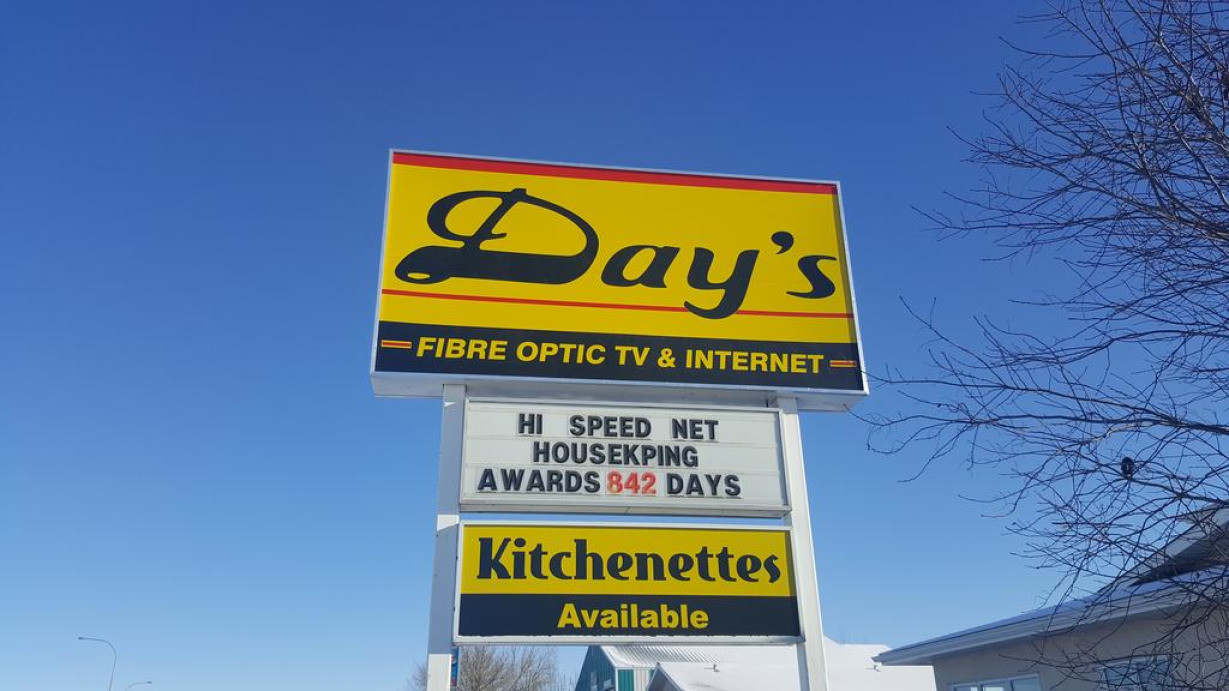 Day's
FIBRE OPTIC TV & INTERNET
HI SPEED NET
HOUSEKPING
AWARDS 842 DAYS
Kitchenettes
Available